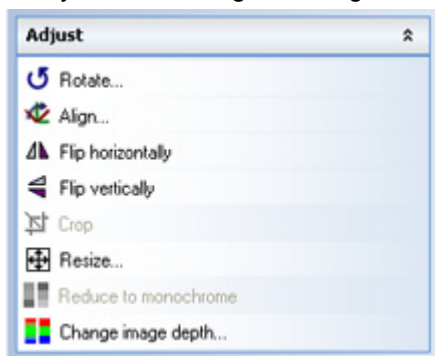 Adjust
Rotate...
Align...
Flip horizontally
Flip vertically
Crop
Resize...
Reduce to monochrome
Change image depth...